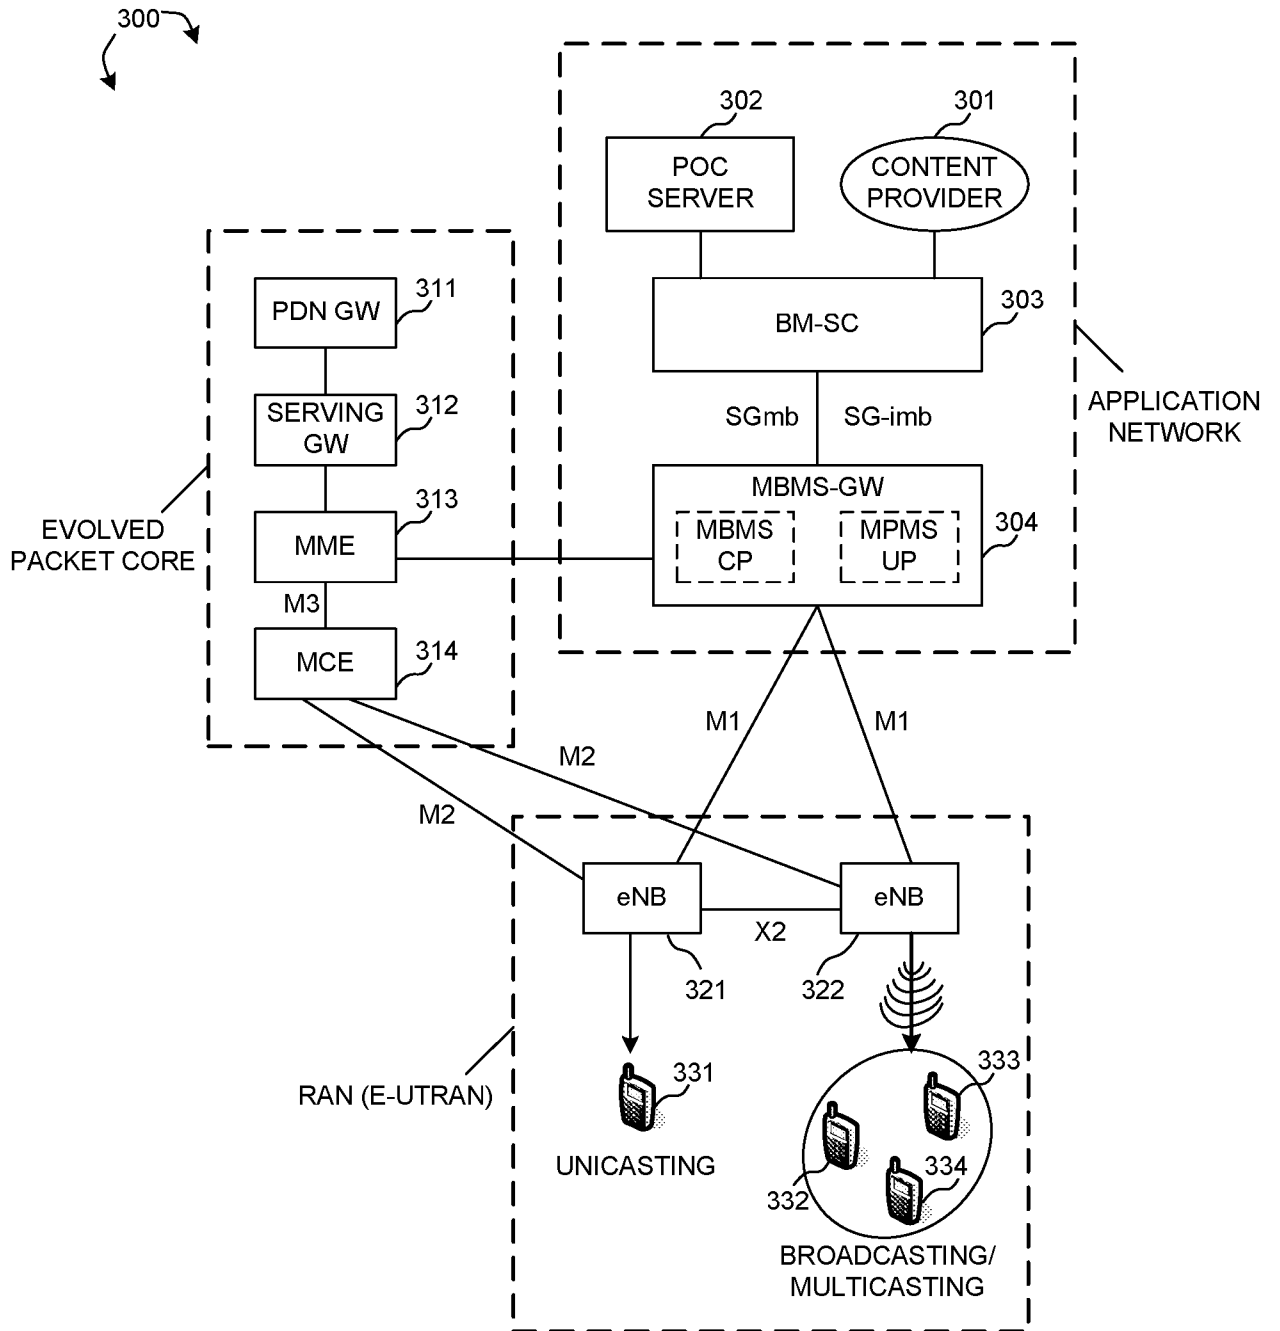 300
302
301
POC
SERVER
CONTENT
PROVIDER
311
PDN GW
303
BM-SC
312
SERVING
GW
SGmb
SG-imb
APPLICATION
NETWORK
MBMS-GW
313
304
MBMS
CP
MPMS
UP
MME
EVOLVED
PACKET CORE
M3
314
MCE
M1
M1
M2
M2
eNB
eNB
X2
321
322
331
333
RAN (E-UTRAN)
UNICASTING
332
334
BROADCASTING/
MULTICASTING